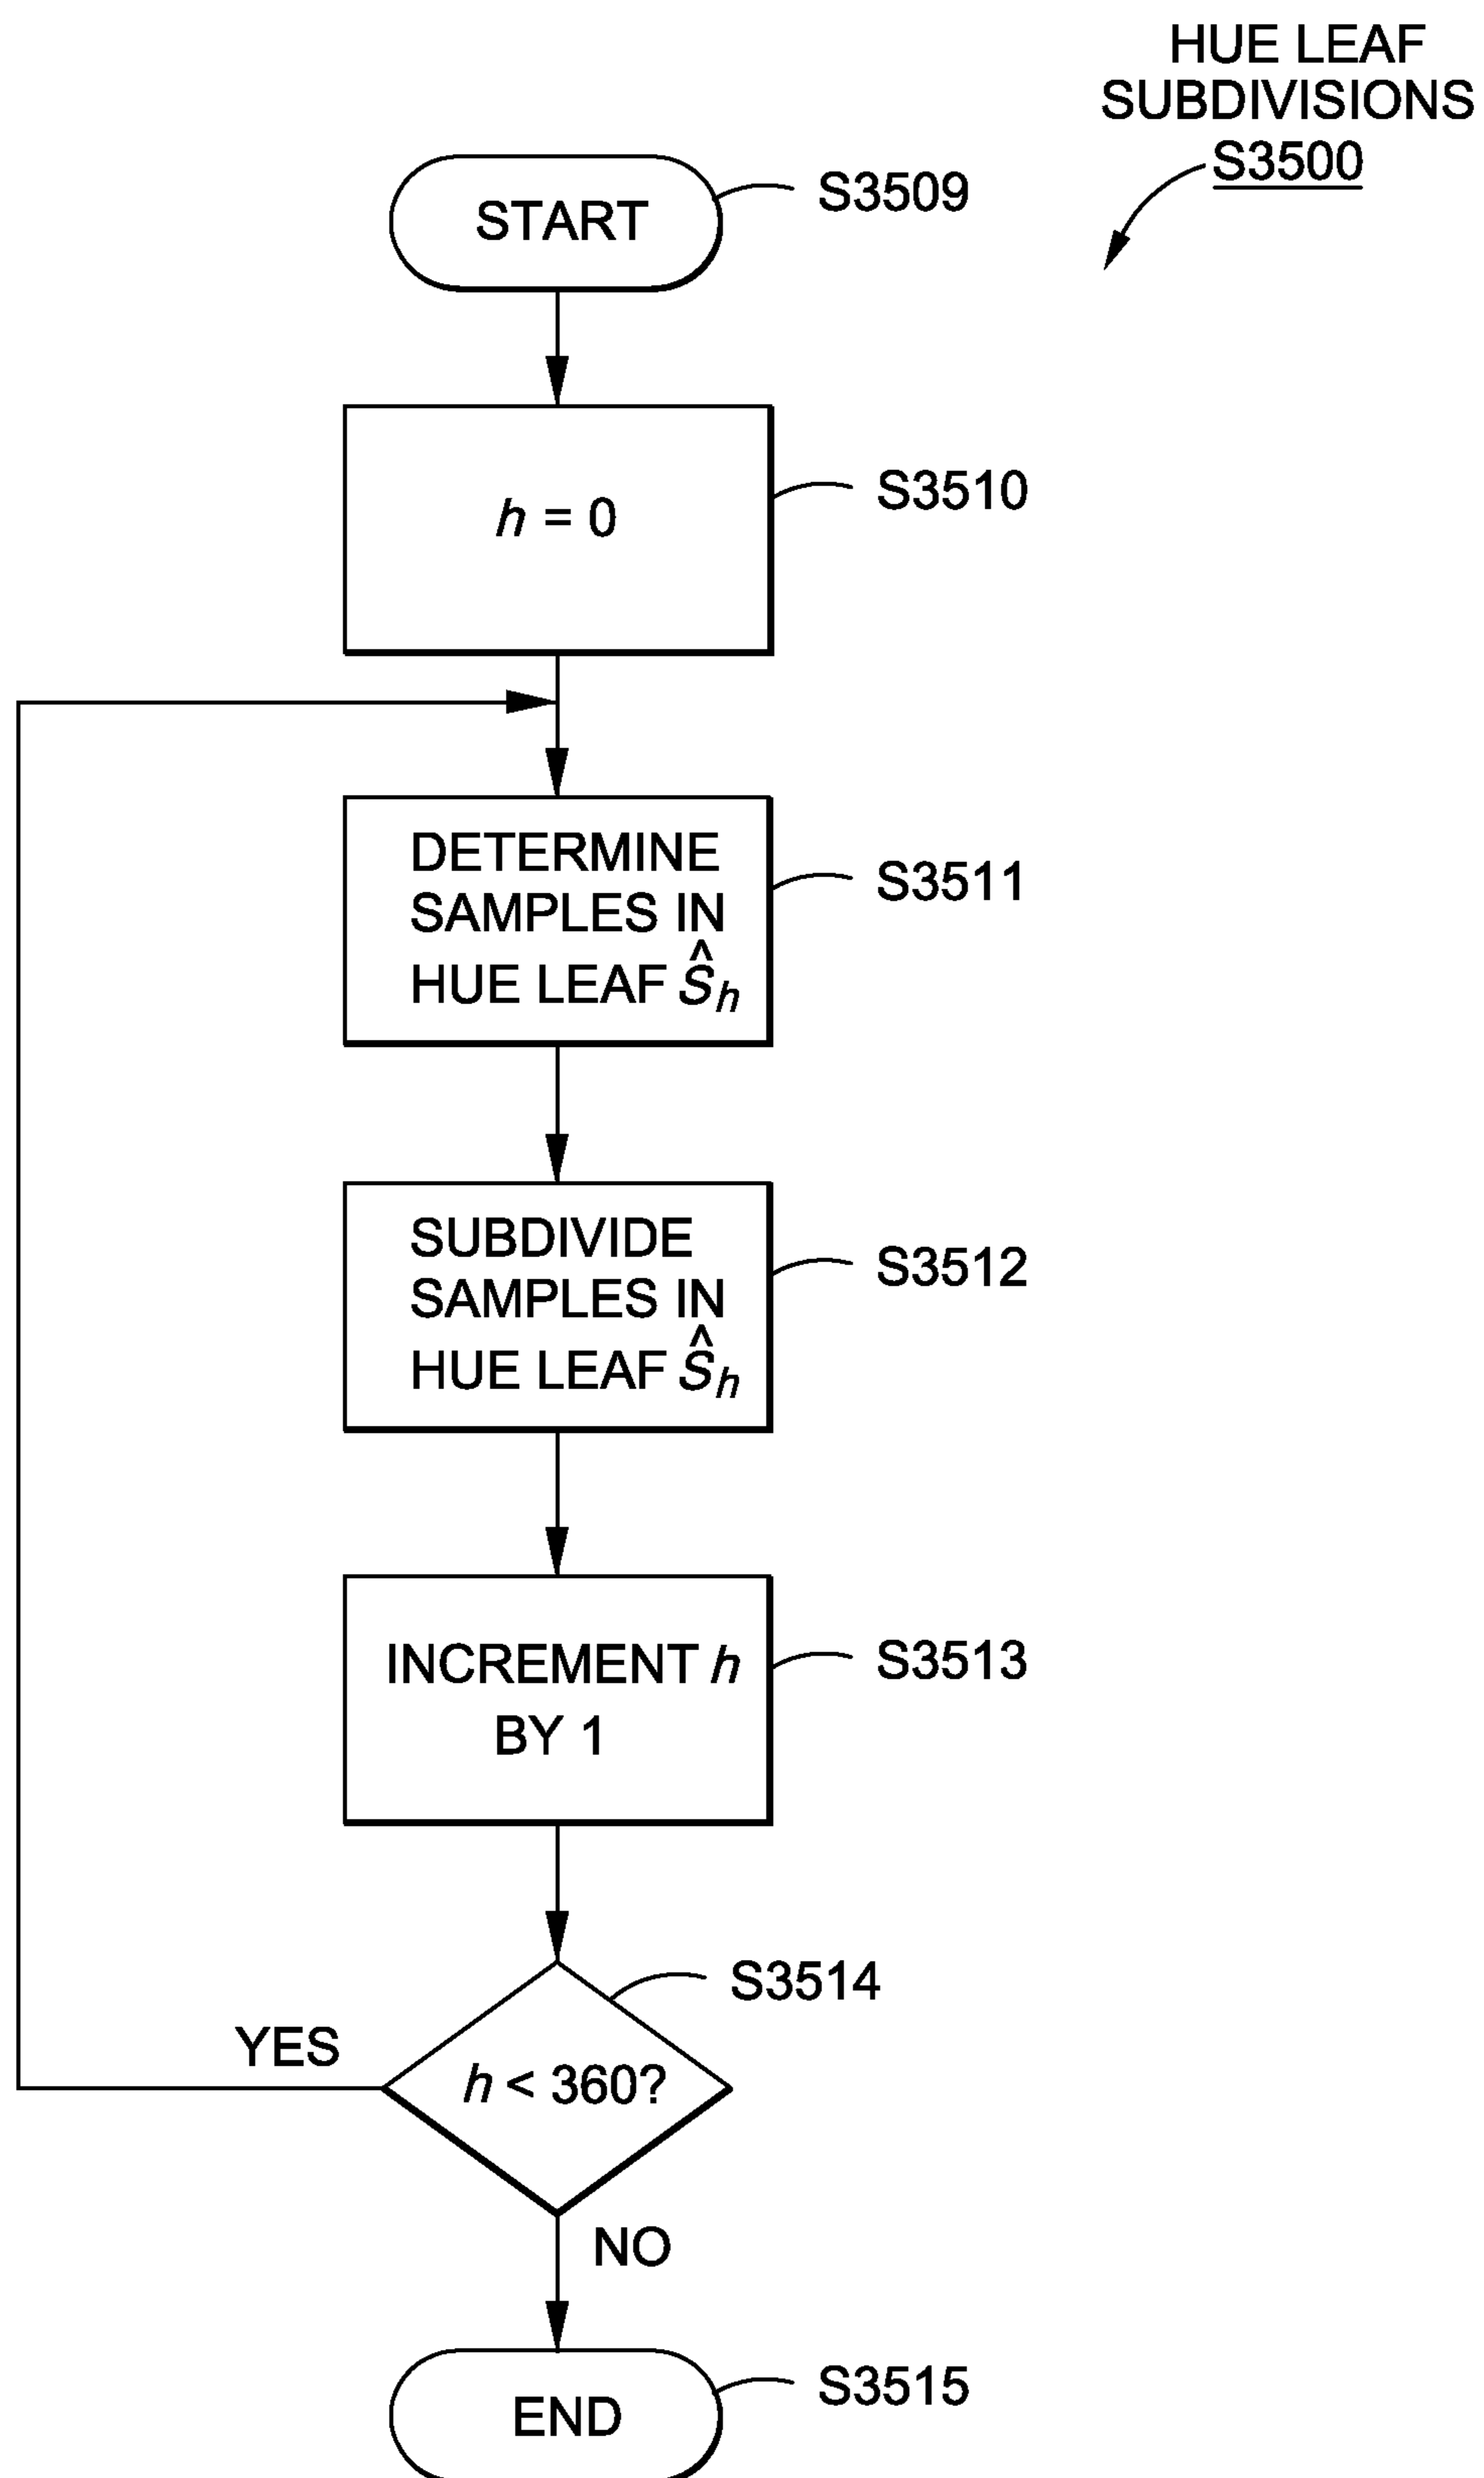 HUE LEAF
SUBDIVISIONS
S3500
START
S3509
h = 0
S3510
DETERMINE
SAMPLES IN
HUE LEAF Ŝh
S3511
SUBDIVIDE
SAMPLES IN
HUE LEAF Ŝh
S3512
INCREMENT h
BY 1
S3513
S3514
YES
h < 360?
NO
END
S3515